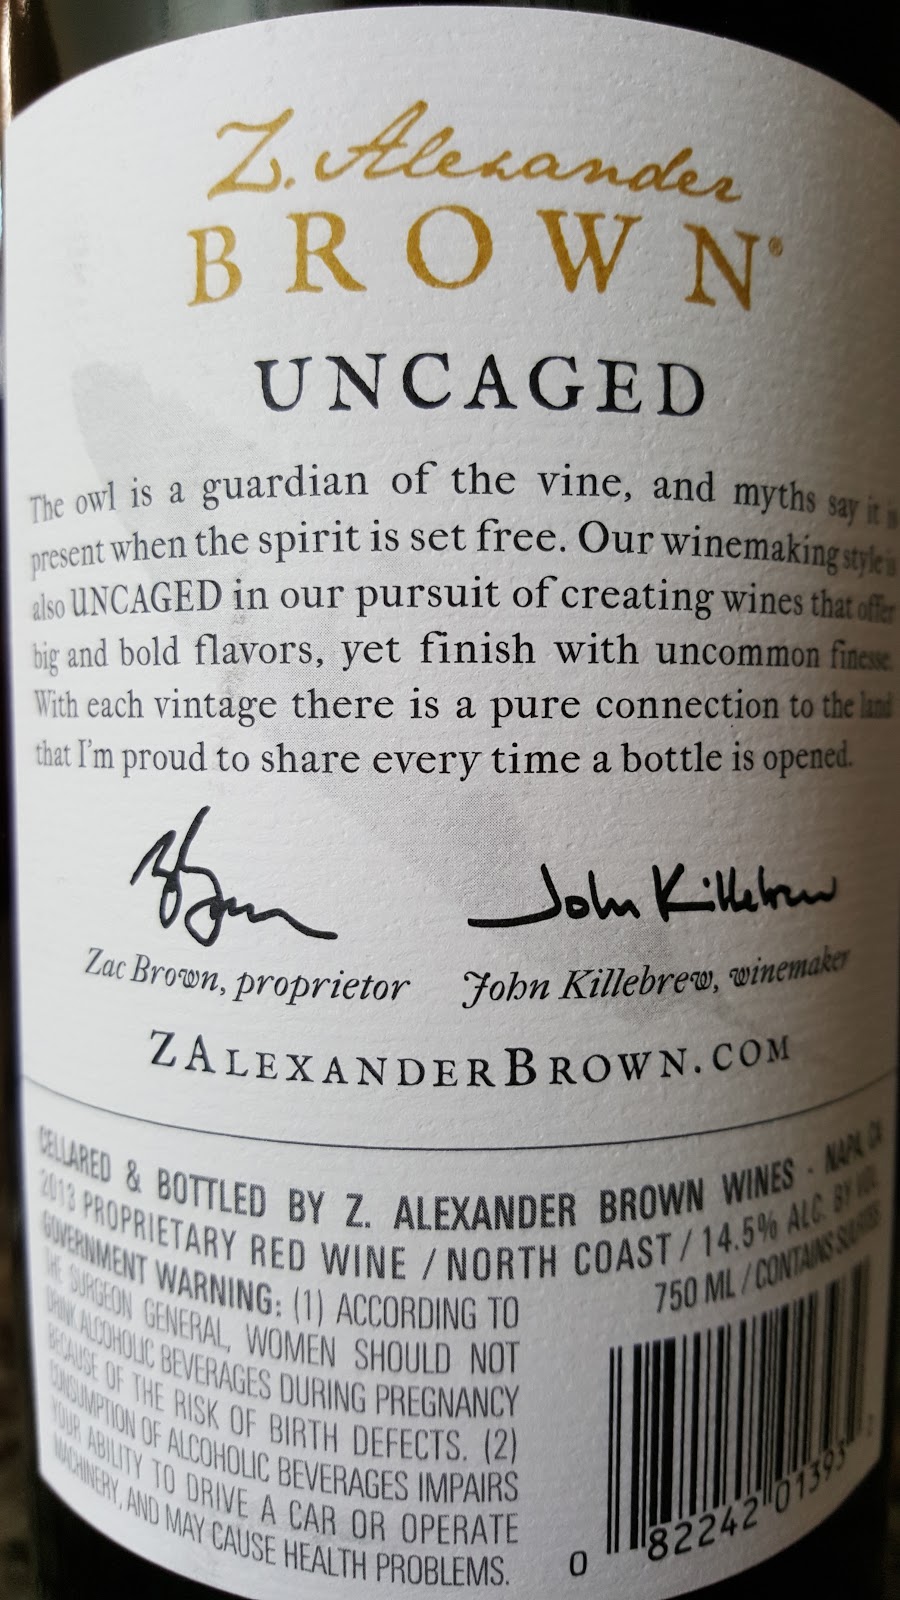 Z. Alexander
BROWN®
UNCAGED
The owl is a guardian of the vine, and myths say it is
present when the spirit is set free. Our winemaking style is
also UNCAGED in our pursuit of creating wines that offer
big and bold flavors, yet finish with uncommon finesse.
With each vintage there is a pure connection to the land
that I'm proud to share every time a bottle is opened.
John Killebrew
Zac Brown, proprietor John Killebrew, winemaker
ZALEXANDERBROWN.COM
CELLARED & BOTTLED BY Z. ALEXANDER BROWN WINES · NAPA, CA
2013 PROPRIETARY RED WINE / NORTH COAST / 14.5% ALC. BY VOL.
750 ML / CONTAINS SULFITES
GOVERNMENT WARNING: (1) ACCORDING TO
THE SURGEON GENERAL, WOMEN SHOULD NOT
DRINK ALCOHOLIC BEVERAGES DURING PREGNANCY
BECAUSE OF THE RISK OF BIRTH DEFECTS. (2)
CONSUMPTION OF ALCOHOLIC BEVERAGES IMPAIRS
YOUR ABILITY TO DRIVE A CAR OR OPERATE
MACHINERY, AND MAY CAUSE HEALTH PROBLEMS.
0 82242 01393